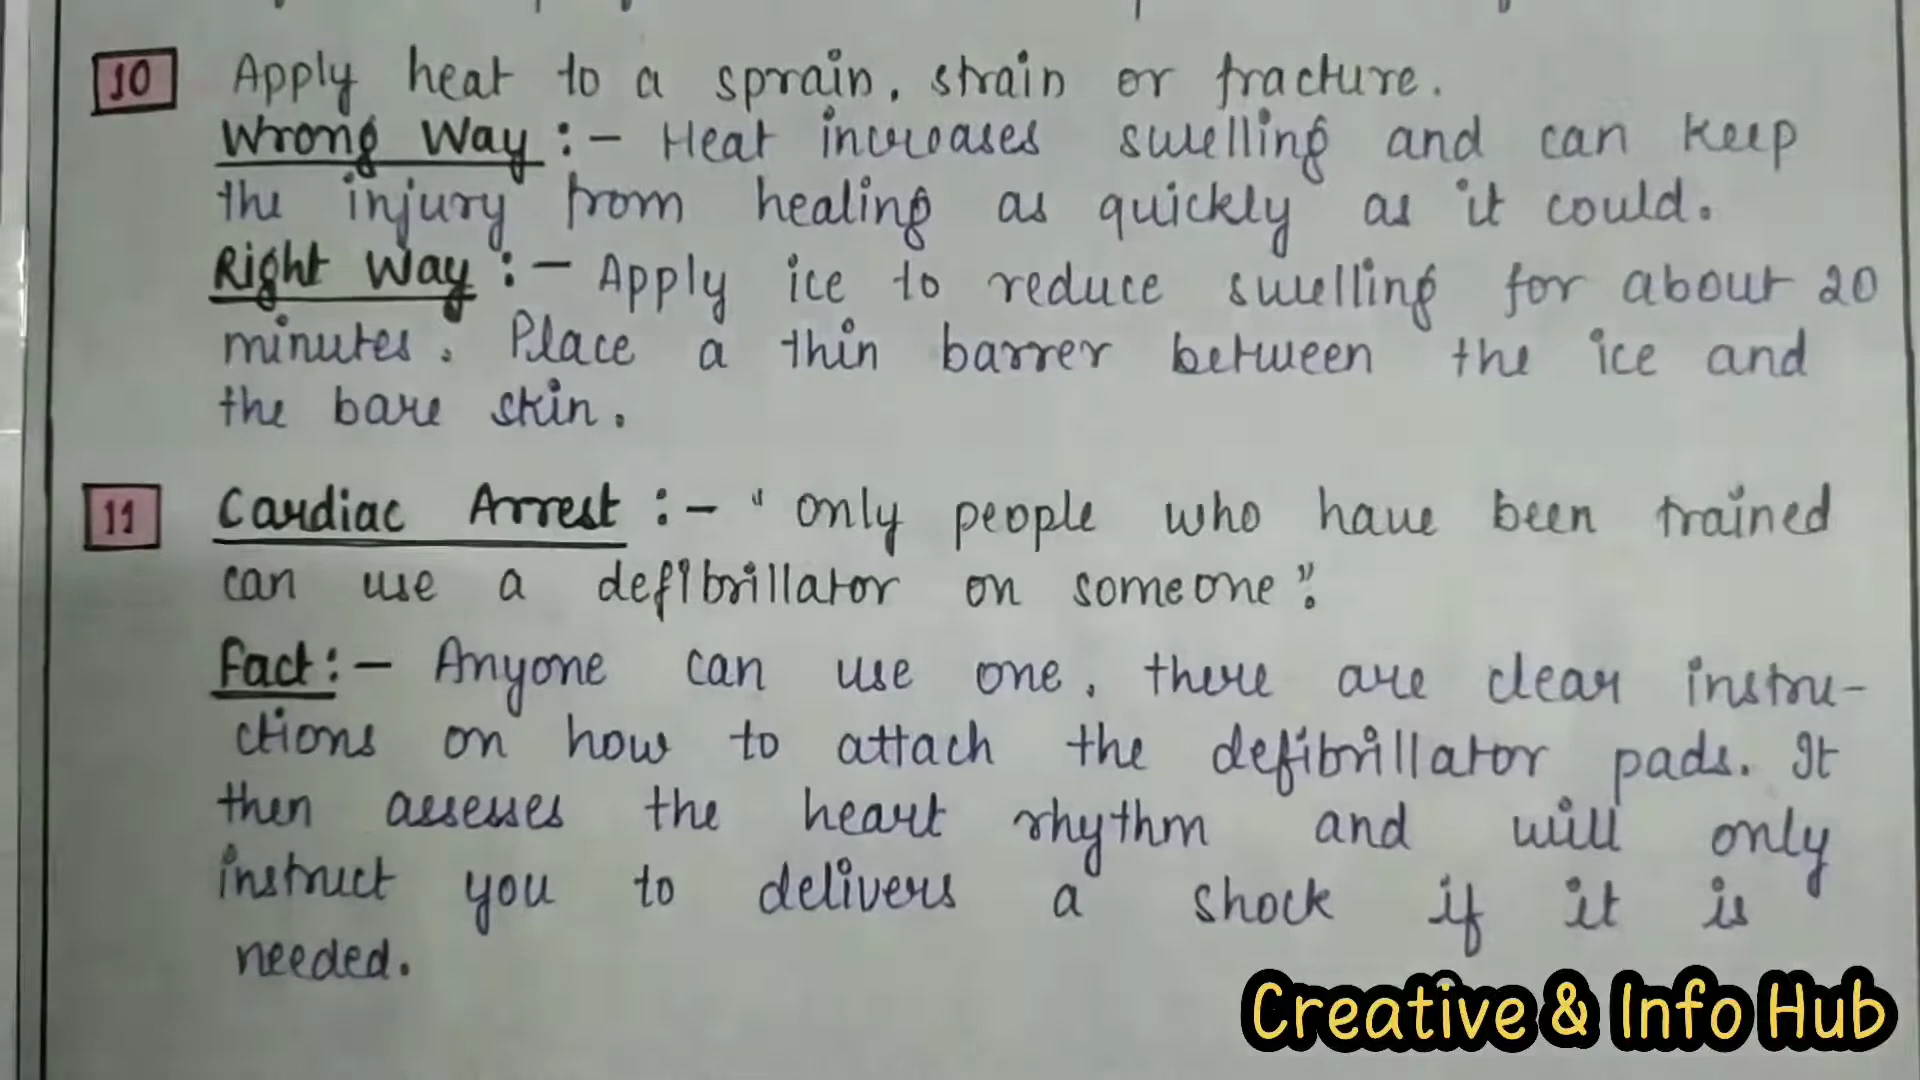 10 Apply heat to a sprain, strain or fracture.
Wrong Way :- Heat increases swelling and can keep
the injury from healing as quickly as it could.
Right Way :- Apply ice to reduce swelling for about 20
minutes. Place a thin barrer between the ice and
the bare skin.
11 Cardiac Arrest :- "only people who have been trained
can use a defibrillator on someone".
Fact :- Anyone can use one, there are clear instru-
ctions on how to attach the defibrillator pads. It
then assesses the heart rhythm and will only
instruct you to delivers a shock if it is
needed.
Creative & Info Hub